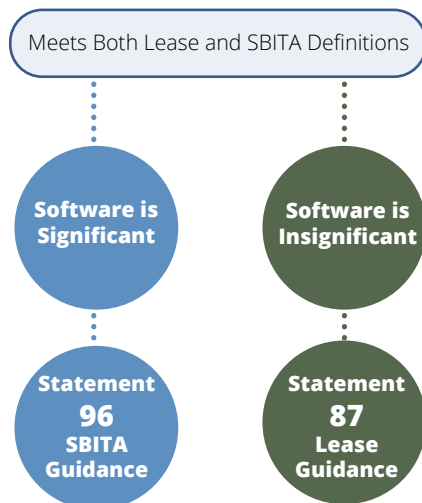 Meets Both Lease and SBITA Definitions
Software is
Significant
Software is
Insignificant
Statement
96
SBITA
Guidance
Statement
87
Lease
Guidance